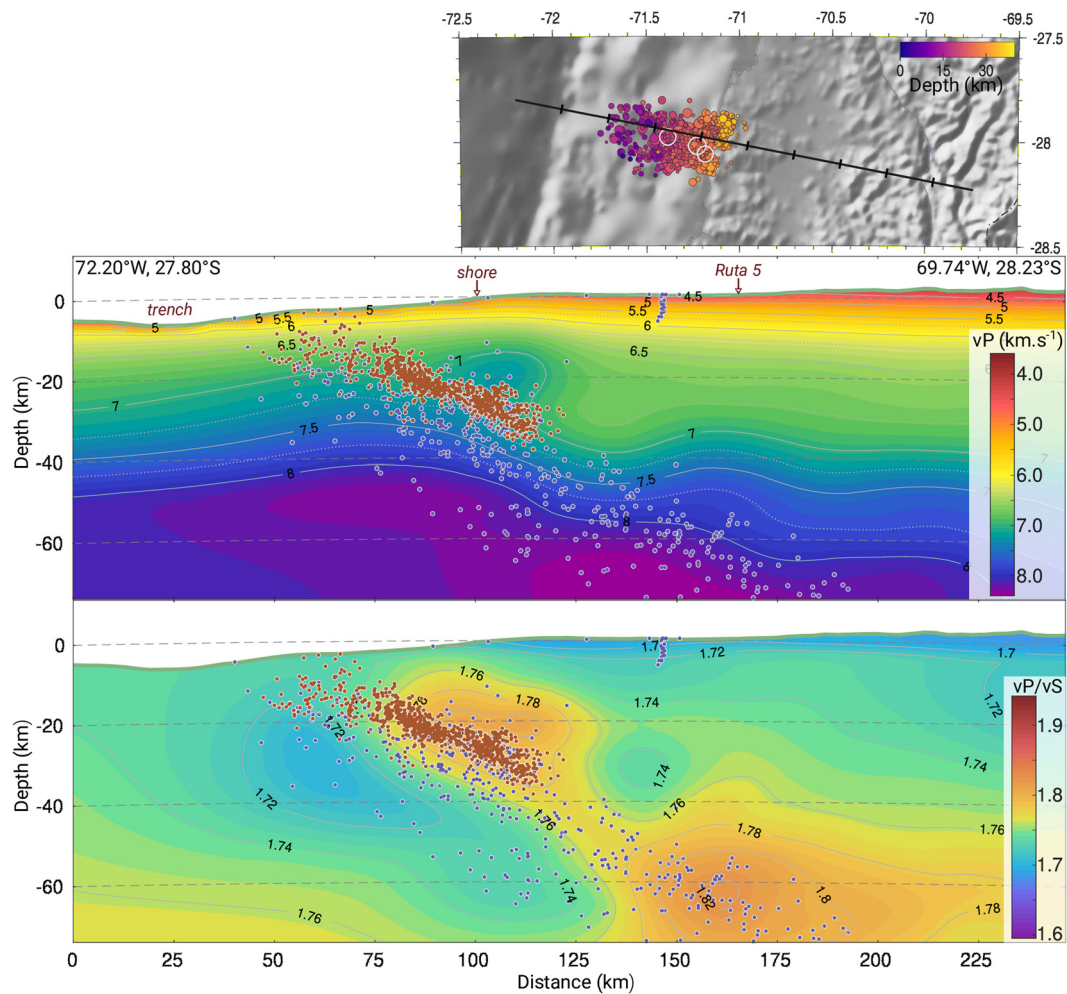 -72.5 -72 -71.5 -71 -70.5 -70 -69.5
-27.5
0 15 30
Depth (km)
-28
-28.5
72.20°W, 27.80°S shore Ruta 5 69.74°W, 28.23°S
trench
0
-20
-40
-60
Depth (km)
5 5 5.5 6 6.5 5 7 7 7.5 8
5 4.5 5.5 6 6.5 7 7.5 8
4.5 5 5.5
vP (km.s⁻¹)
4.0
5.0
6.0
7.0
8.0
0
-20
-40
-60
Depth (km)
1.7 1.72 1.7
1.76 1.78 1.74 1.72
1.72 1.74 1.74
1.72 1.76 1.76 1.76
1.74 1.78
1.74 1.82 1.8
1.76 1.78
vP/vS
1.9
1.8
1.7
1.6
0 25 50 75 100 125 150 175 200 225
Distance (km)